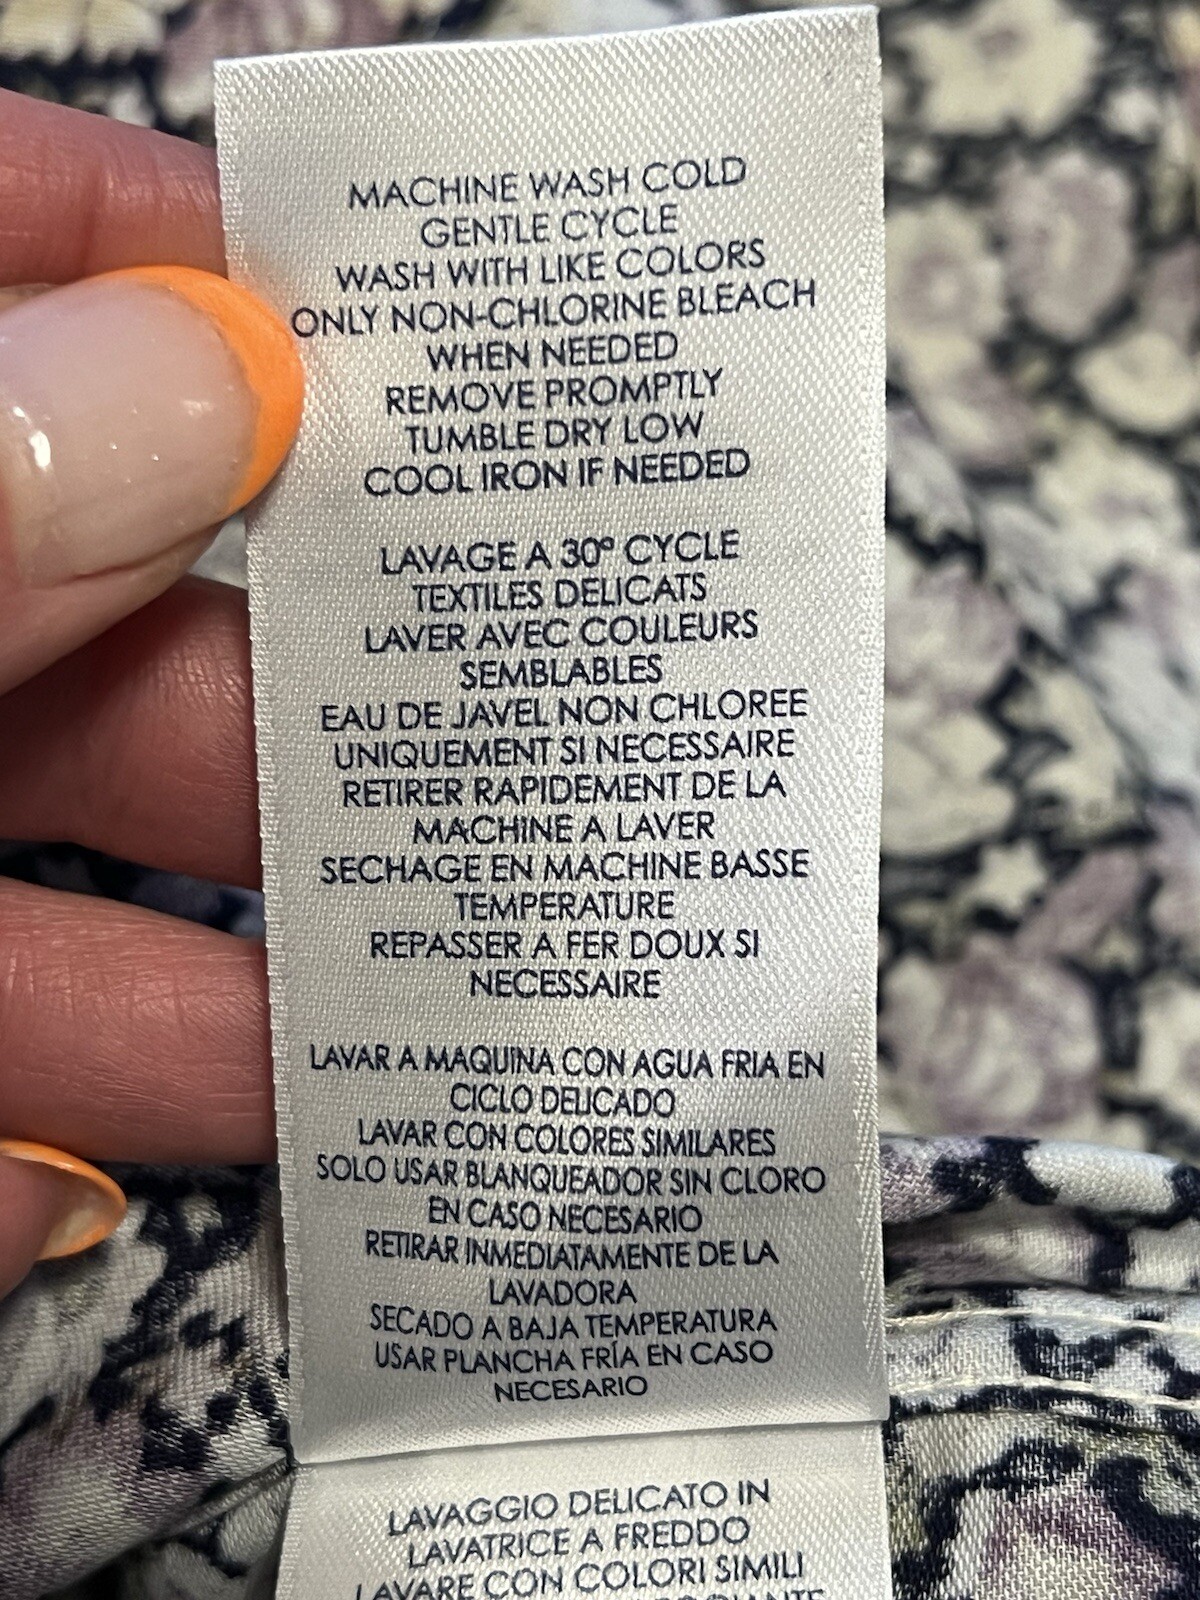 MACHINE WASH COLD
GENTLE CYCLE
WASH WITH LIKE COLORS
ONLY NON-CHLORINE BLEACH
WHEN NEEDED
REMOVE PROMPTLY
TUMBLE DRY LOW
COOL IRON IF NEEDED
LAVAGE A 30° CYCLE
TEXTILES DELICATS
LAVER AVEC COULEURS
SEMBLABLES
EAU DE JAVEL NON CHLOREE
UNIQUEMENT SI NECESSAIRE
RETIRER RAPIDEMENT DE LA
MACHINE A LAVER
SECHAGE EN MACHINE BASSE
TEMPERATURE
REPASSER A FER DOUX SI
NECESSAIRE
LAVAR A MAQUINA CON AGUA FRIA EN
CICLO DELICADO
LAVAR CON COLORES SIMILARES
SOLO USAR BLANQUEADOR SIN CLORO
EN CASO NECESARIO
RETIRAR INMEDIATAMENTE DE LA
LAVADORA
SECADO A BAJA TEMPERATURA
USAR PLANCHA FRÍA EN CASO
NECESARIO
LAVAGGIO DELICATO IN
LAVATRICE A FREDDO
LAVARE CON COLORI SIMILI